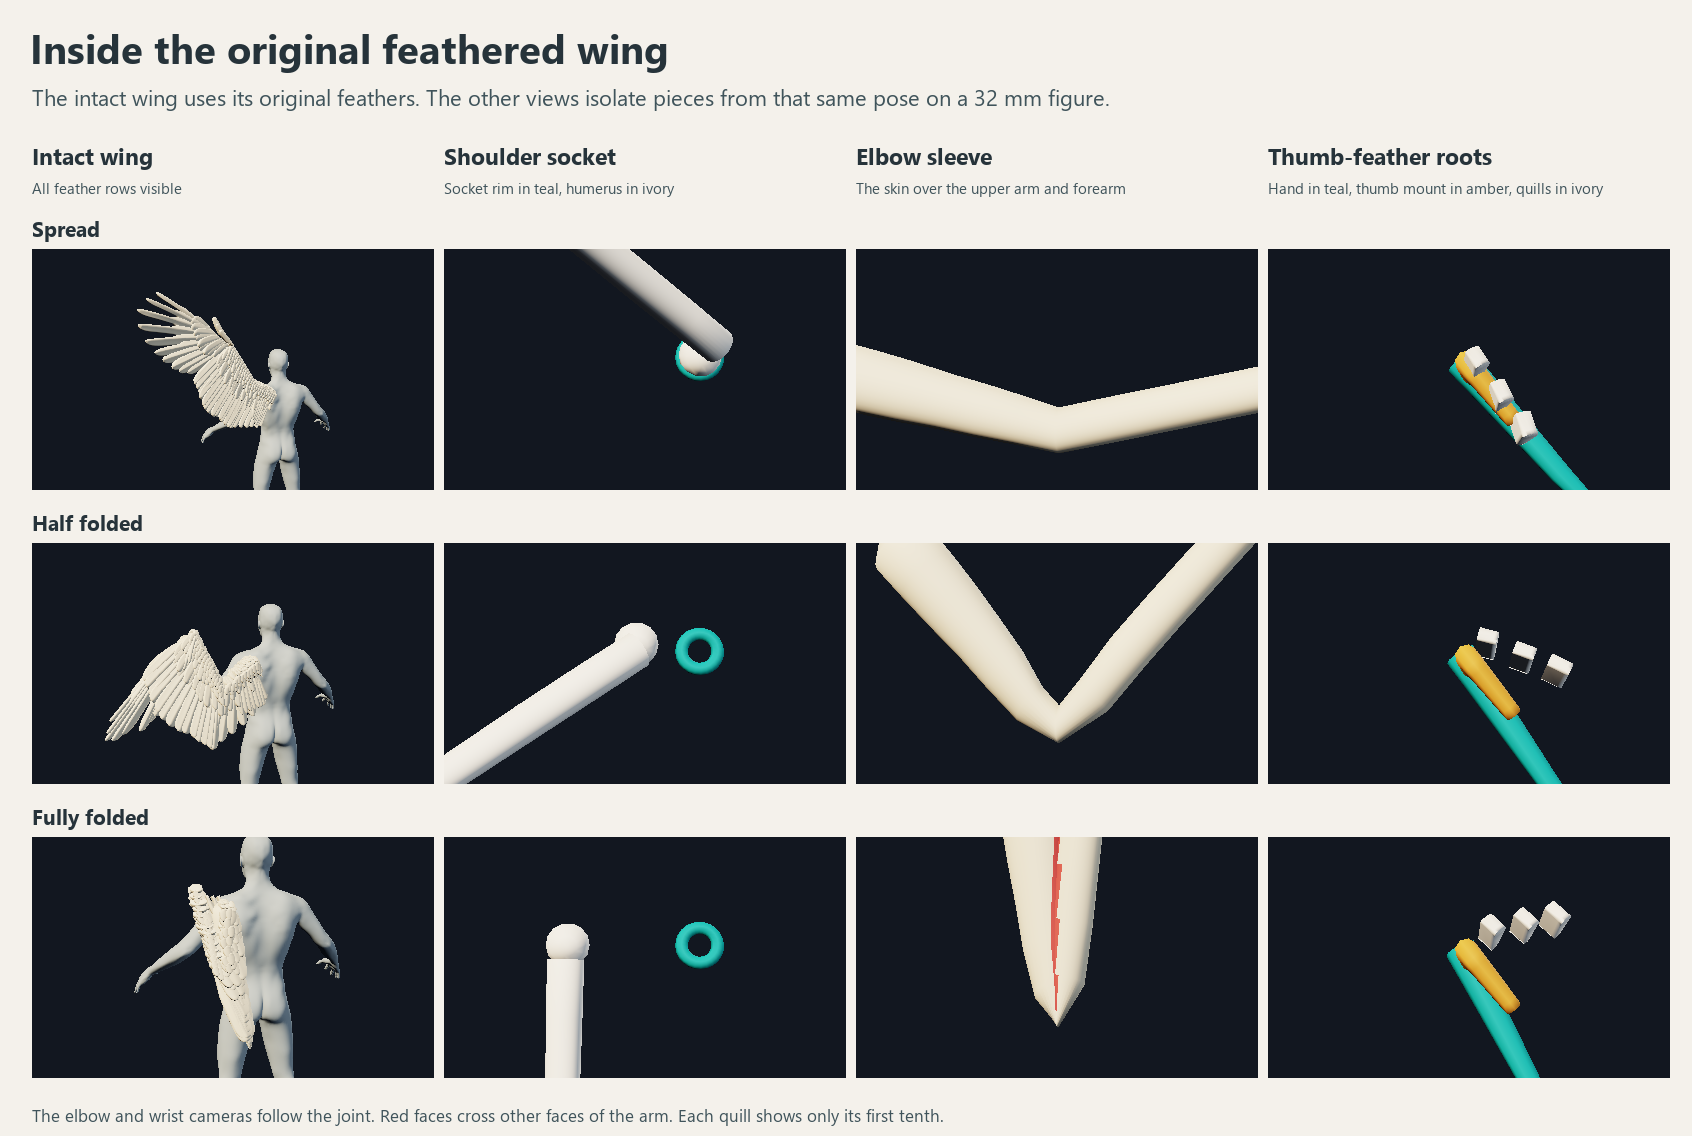 Inside the original feathered wing
The intact wing uses its original feathers. The other views isolate pieces from that same pose on a 32 mm figure.
Intact wing
All feather rows visible
Shoulder socket
Socket rim in teal, humerus in ivory
Elbow sleeve
The skin over the upper arm and forearm
Thumb-feather roots
Hand in teal, thumb mount in amber, quills in ivory
Spread
Half folded
Fully folded
The elbow and wrist cameras follow the joint. Red faces cross other faces of the arm. Each quill shows only its first tenth.